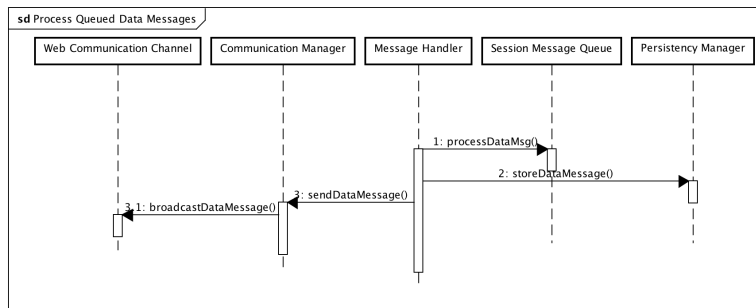 sd Process Queued Data Messages
Web Communication Channel
Communication Manager
Message Handler
Session Message Queue
Persistency Manager
1: processDataMsg()
2: storeDataMessage()
3: sendDataMessage()
3.1: broadcastDataMessage()